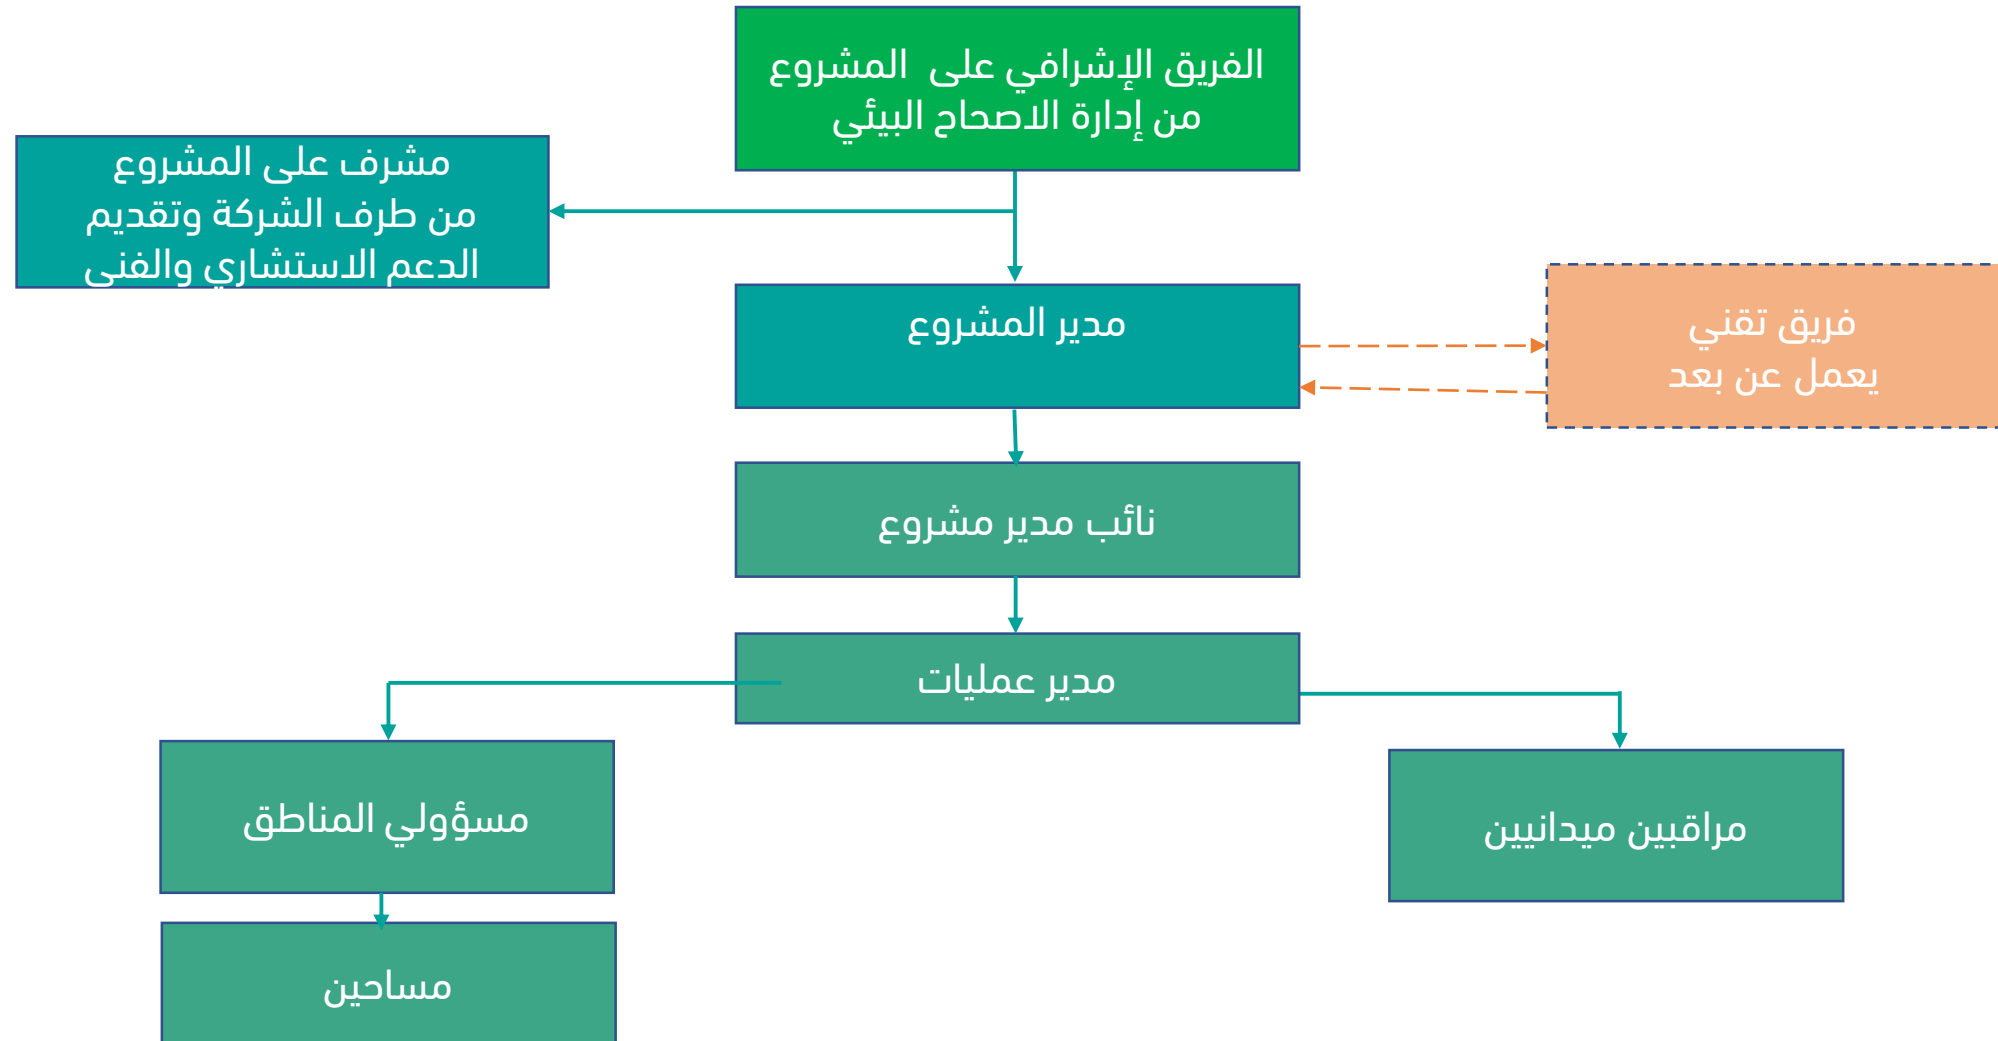 الفريق الإشرافي على المشروع
من إدارة الاصحاح البيئي
مشرف على المشروع
من طرف الشركة وتقديم
الدعم الاستشاري والفني
مدير المشروع
فريق تقني
يعمل عن بعد
نائب مدير مشروع
مدير عمليات
مسؤولي المناطق
مراقبين ميدانيين
مساحين